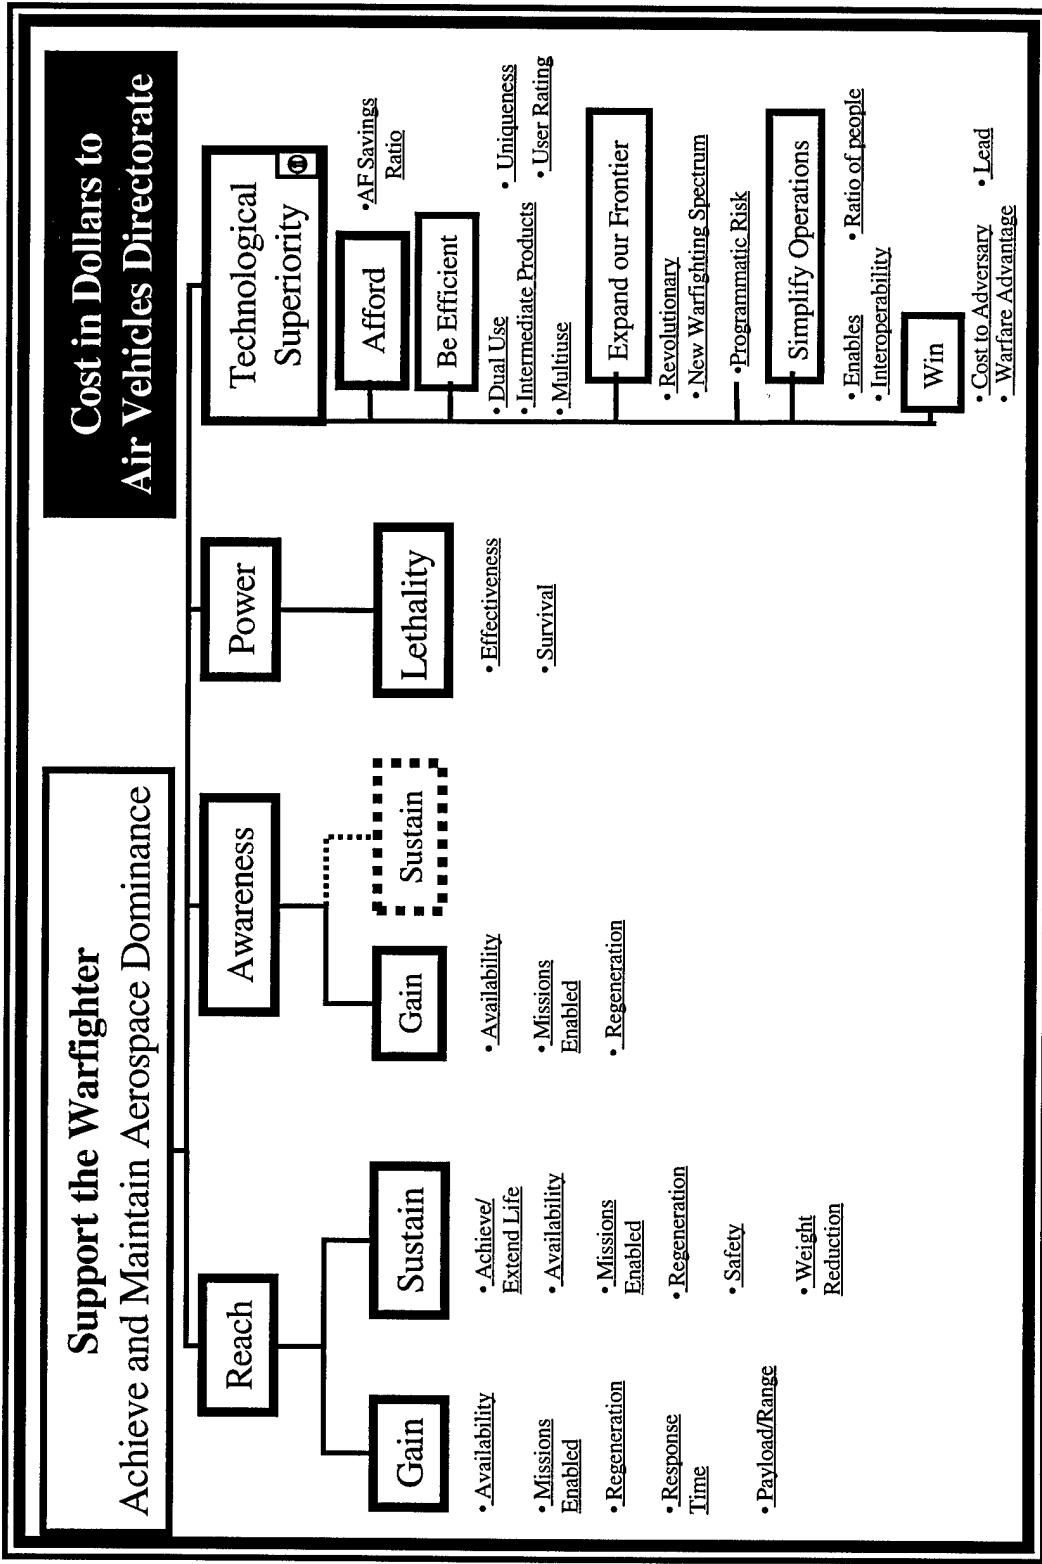 Support the Warfighter
Achieve and Maintain Aerospace Dominance
Cost in Dollars to
Air Vehicles Directorate
Reach
Gain
• Availability
• Missions
Enabled
• Regeneration
• Response
Time
• Payload/Range
Sustain
• Achieve/
Extend Life
• Availability
• Missions
Enabled
• Regeneration
• Safety
• Weight
Reduction
Awareness
Gain
• Availability
• Missions
Enabled
• Regeneration
Sustain
Power
Lethality
• Effectiveness
• Survival
Technological
Superiority
Afford
• AF Savings
Ratio
Be Efficient
• Dual Use
• Intermediate Products
• Multiuse
• Uniqueness
• User Rating
Expand our Frontier
• Revolutionary
• New Warfighting Spectrum
• Programmatic Risk
Simplify Operations
• Enables
• Interoperability
• Ratio of people
Win
• Cost to Adversary
• Warfare Advantage
• Lead